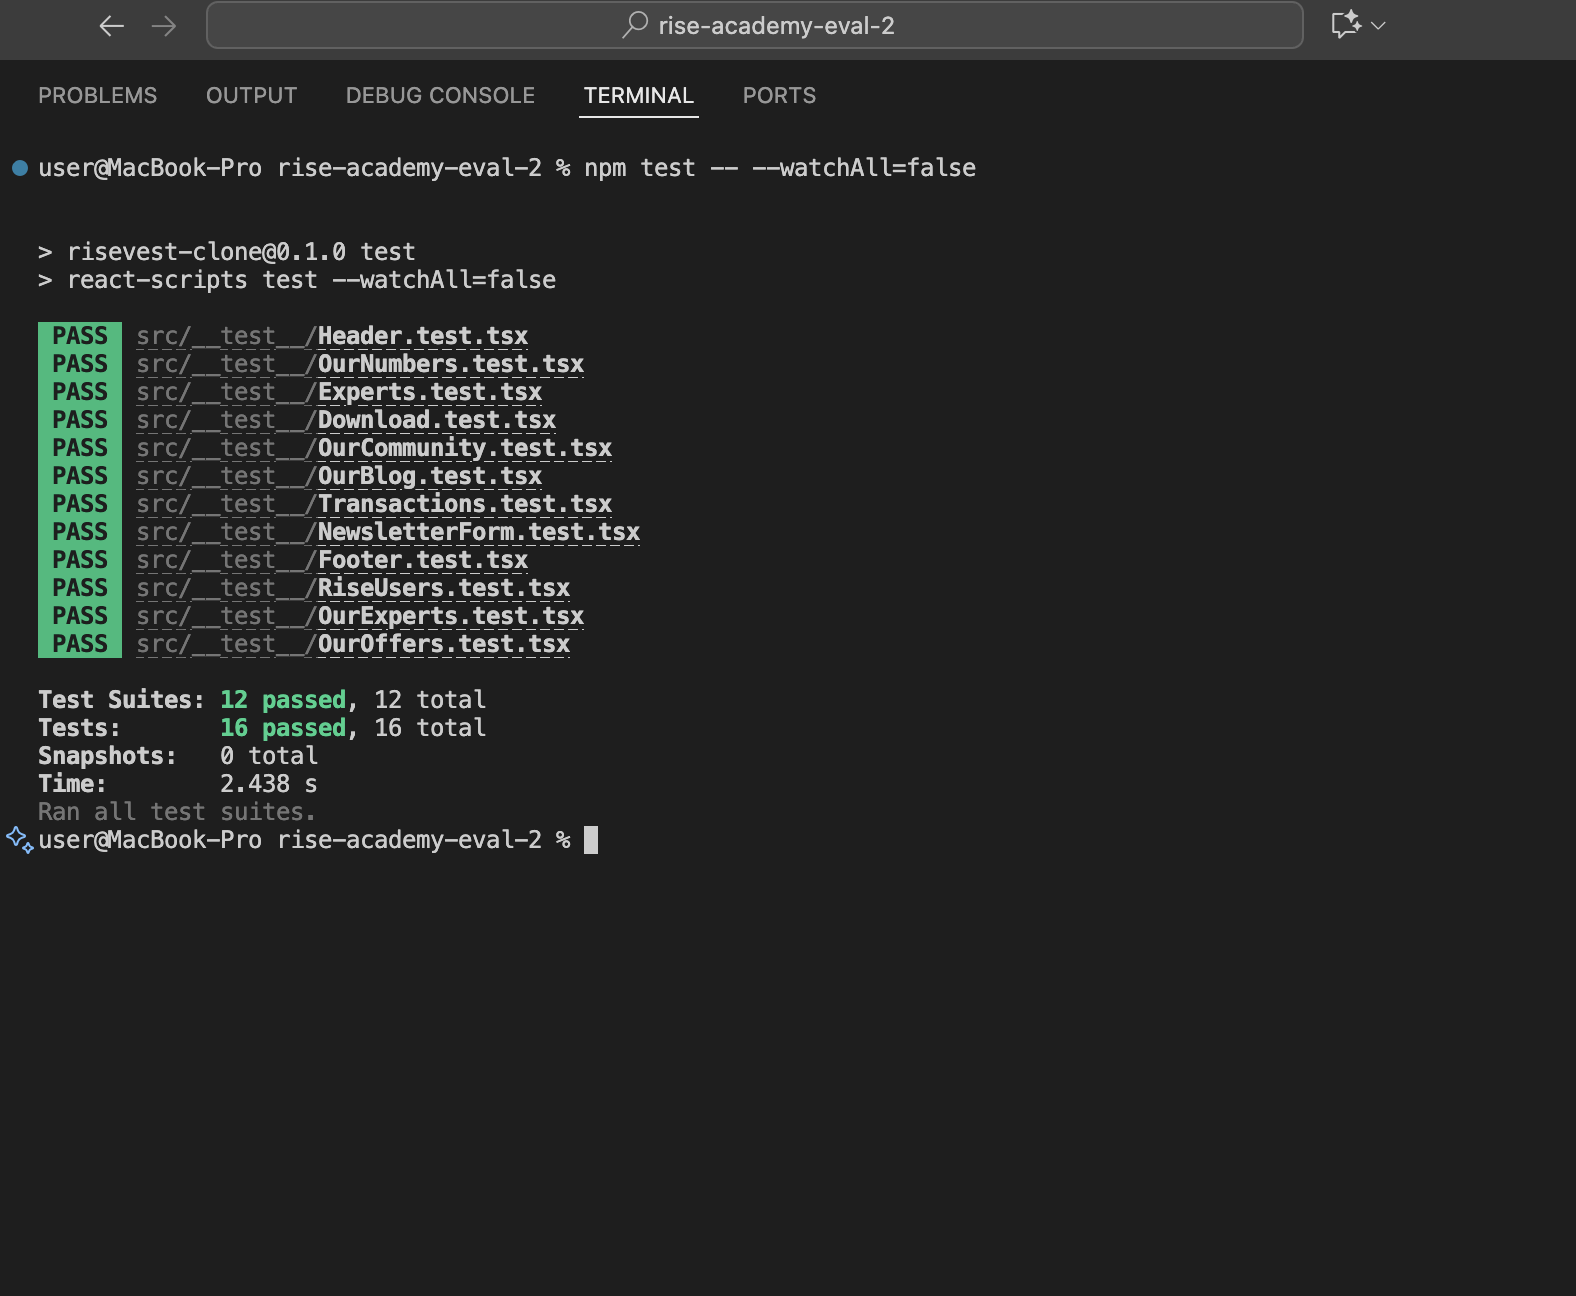 rise-academy-eval-2
PROBLEMS OUTPUT DEBUG CONSOLE TERMINAL PORTS
user@MacBook-Pro rise-academy-eval-2 % npm test -- --watchAll=false
> risevest-clone@0.1.0 test
> react-scripts test --watchAll=false
PASS src/__test__/Header.test.tsx
PASS src/__test__/OurNumbers.test.tsx
PASS src/__test__/Experts.test.tsx
PASS src/__test__/Download.test.tsx
PASS src/__test__/OurCommunity.test.tsx
PASS src/__test__/OurBlog.test.tsx
PASS src/__test__/Transactions.test.tsx
PASS src/__test__/NewsletterForm.test.tsx
PASS src/__test__/Footer.test.tsx
PASS src/__test__/RiseUsers.test.tsx
PASS src/__test__/OurExperts.test.tsx
PASS src/__test__/OurOffers.test.tsx
Test Suites: 12 passed, 12 total
Tests: 16 passed, 16 total
Snapshots: 0 total
Time: 2.438 s
Ran all test suites.
user@MacBook-Pro rise-academy-eval-2 %